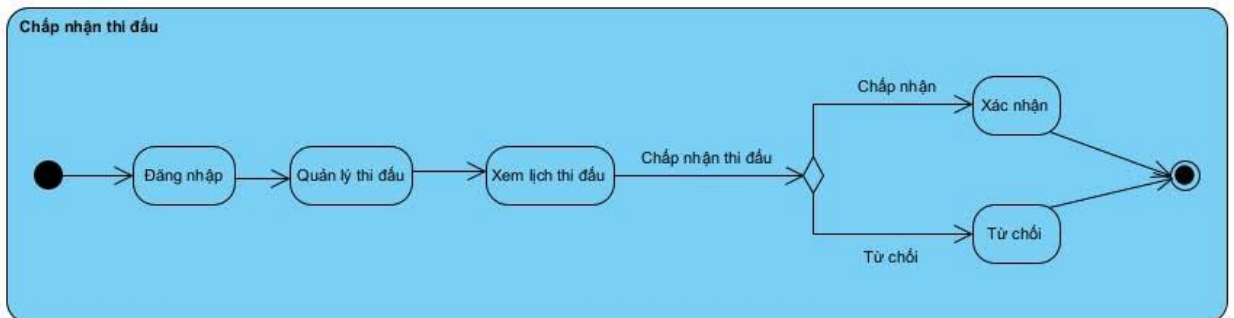 Chấp nhận thi đấu
Chấp nhận
Xác nhận
Chấp nhận thi đấu
Đăng nhập
Quản lý thi đấu
Xem lịch thi đấu
Từ chối
Từ chối